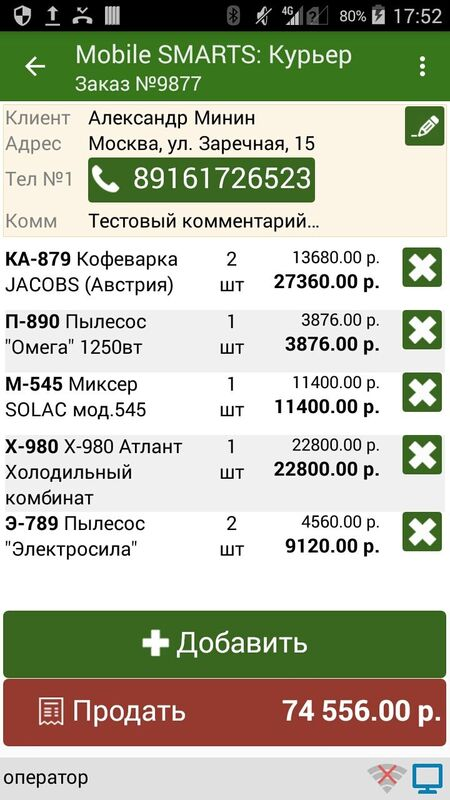 4G 80% 17:52
Mobile SMARTS: Курьер
Заказ №9877
Клиент Александр Минин
Адрес Москва, ул. Заречная, 15
Тел №1 89161726523
Комм Тестовый комментарий...
КА-879 Кофеварка 2 13680.00 р.
JACOBS (Австрия) шт 27360.00 р.
П-890 Пылесос 1 3876.00 р.
"Омега" 1250вт шт 3876.00 р.
М-545 Миксер 1 11400.00 р.
SOLAC мод.545 шт 11400.00 р.
Х-980 Х-980 Атлант 1 22800.00 р.
Холодильный шт 22800.00 р.
комбинат
Э-789 Пылесос 2 4560.00 р.
"Электросила" шт 9120.00 р.
Добавить
Продать 74 556.00 р.
оператор